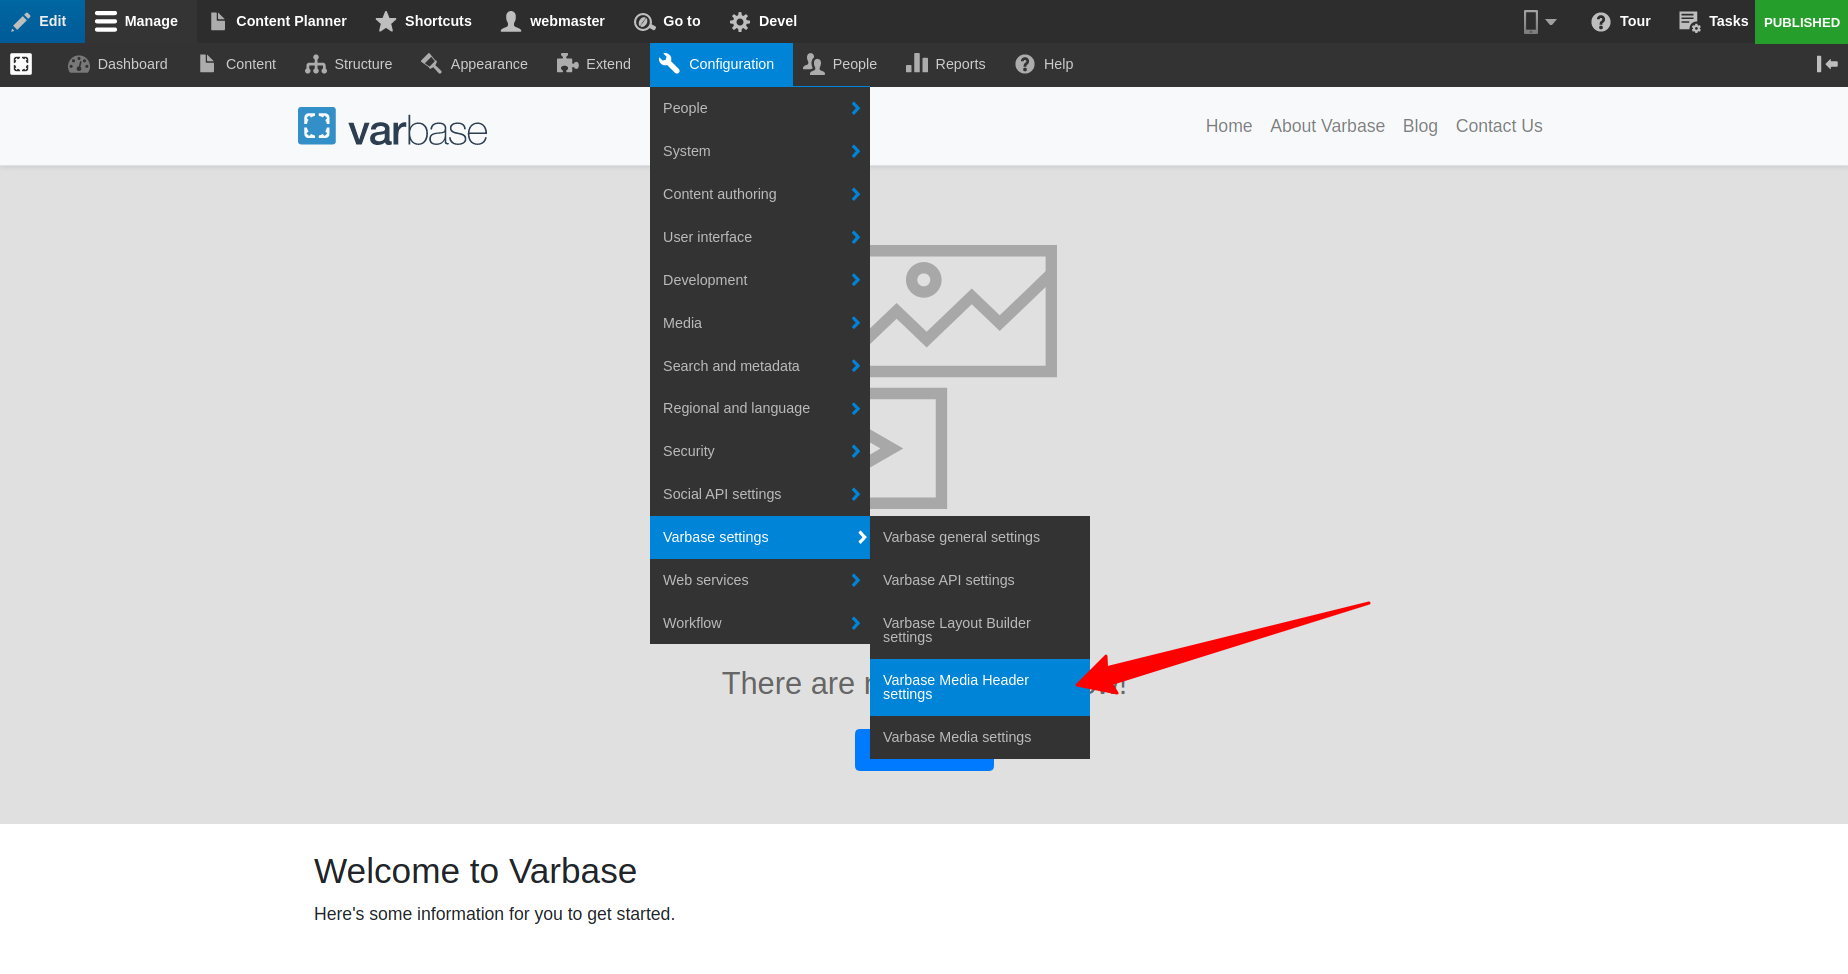 Edit Manage Content Planner Shortcuts webmaster Go to Devel Tour Tasks PUBLISHED
Dashboard Content Structure Appearance Extend Configuration People Reports Help
varbase
Home About Varbase Blog Contact Us
People
System
Content authoring
User interface
Development
Media
Search and metadata
Regional and language
Security
Social API settings
Varbase settings
Web services
Workflow
Varbase general settings
Varbase API settings
Varbase Layout Builder
settings
Varbase Media Header
settings
Varbase Media settings
There are
Welcome to Varbase
Here's some information for you to get started.